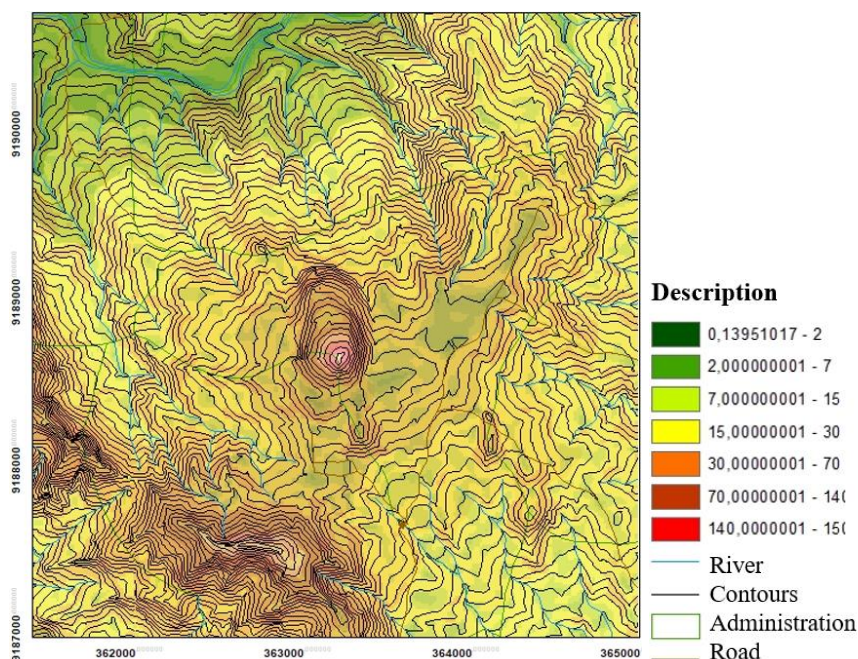 9190000
9189000
9188000
9187000
362000
363000
364000
365000
Description
0,13951017 - 2
2,000000001 - 7
7,000000001 - 15
15,00000001 - 30
30,00000001 - 70
70,00000001 - 140
140,0000001 - 150
River
Contours
Administration
Road